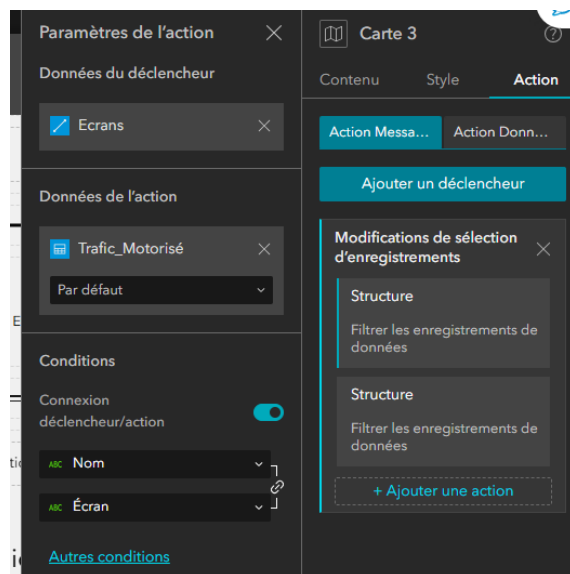 Paramètres de l'action
Données du déclencheur
Ecrans
Données de l'action
Trafic_Motorisé
Par défaut
Conditions
Connexion
déclencheur/action
ABC Nom
ABC Écran
Autres conditions
Carte 3
?
Contenu Style Action
Action Messa... Action Donn...
Ajouter un déclencheur
Modifications de sélection
d'enregistrements
Structure
Filtrer les enregistrements de
données
Structure
Filtrer les enregistrements de
données
+ Ajouter une action